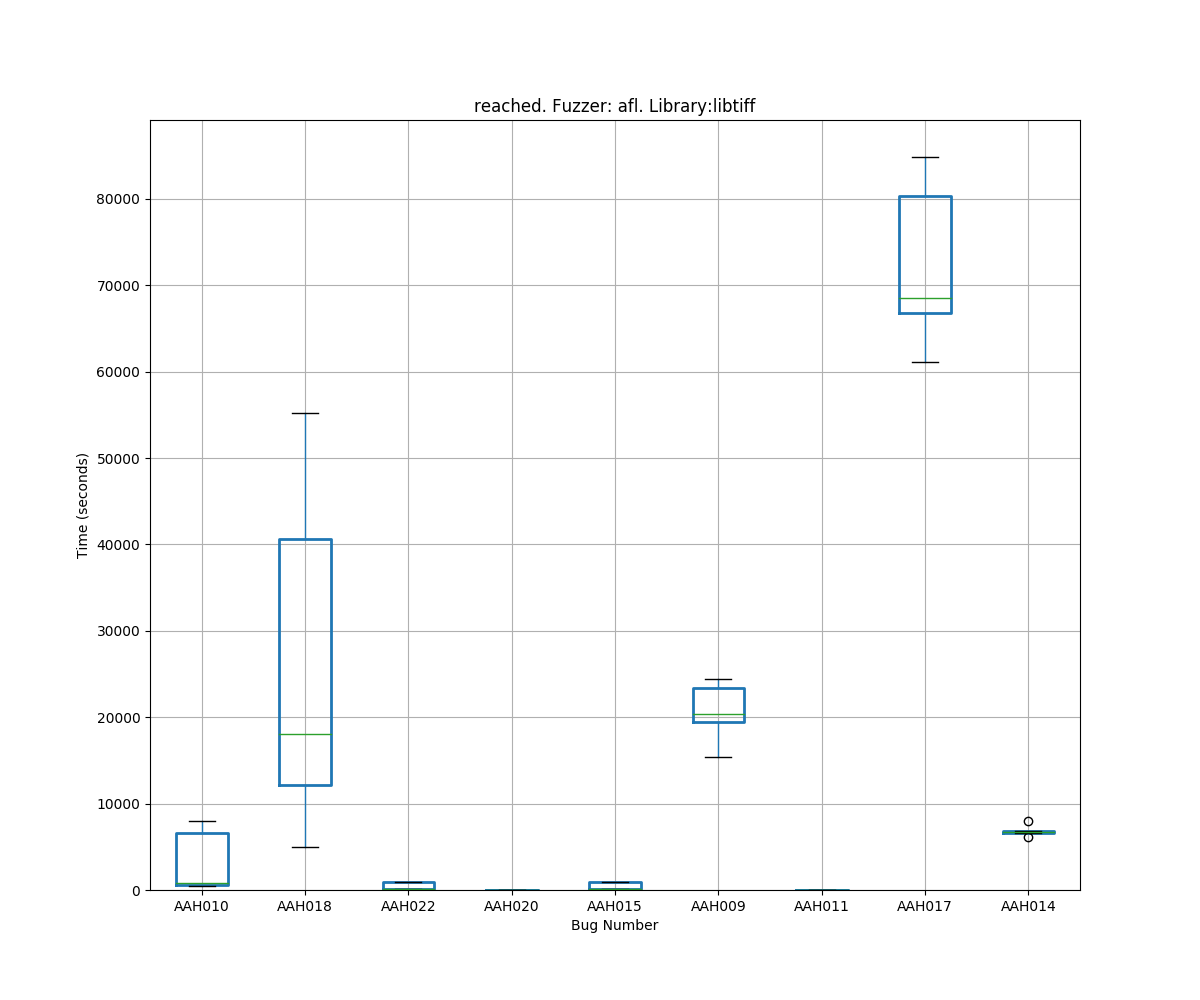 reached. Fuzzer: afl. Library:libtiff
80000
70000
60000
50000
40000
30000
20000
10000
0
Time (seconds)
AAH010 AAH018 AAH022 AAH020 AAH015 AAH009 AAH011 AAH017 AAH014
Bug Number